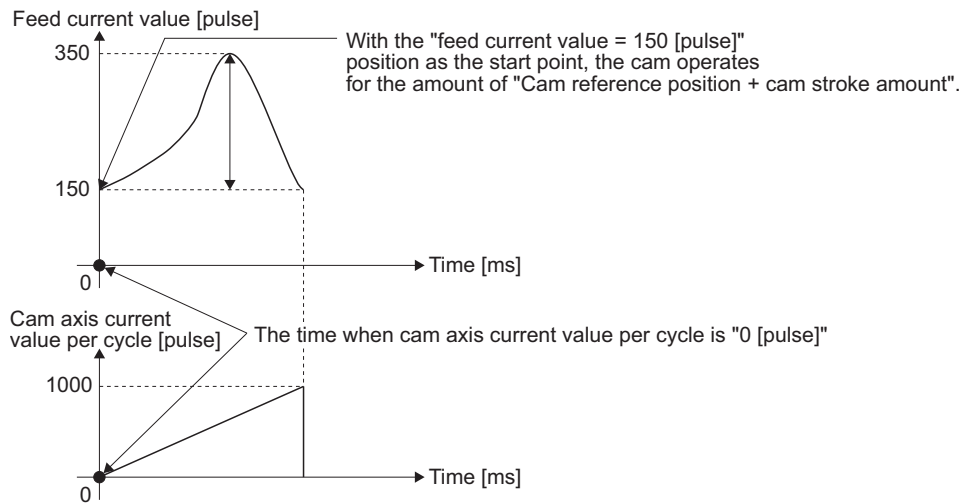 Feed current value [pulse]
350
With the "feed current value = 150 [pulse]"
position as the start point, the cam operates
for the amount of "Cam reference position + cam stroke amount".
150
Time [ms]
0
Cam axis current
value per cycle [pulse]
The time when cam axis current value per cycle is "0 [pulse]"
1000
Time [ms]
0